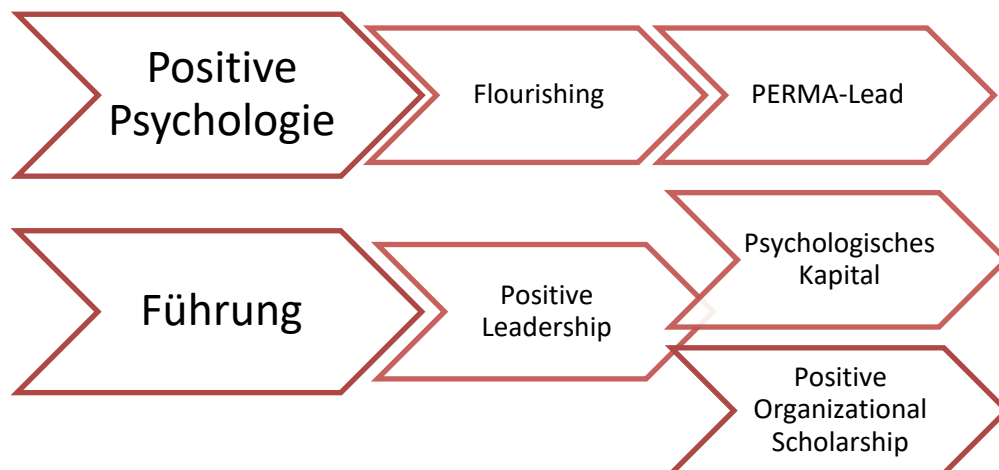 Positive
Psychologie
Flourishing
PERMA-Lead
Führung
Positive
Leadership
Psychologisches
Kapital
Positive
Organizational
Scholarship